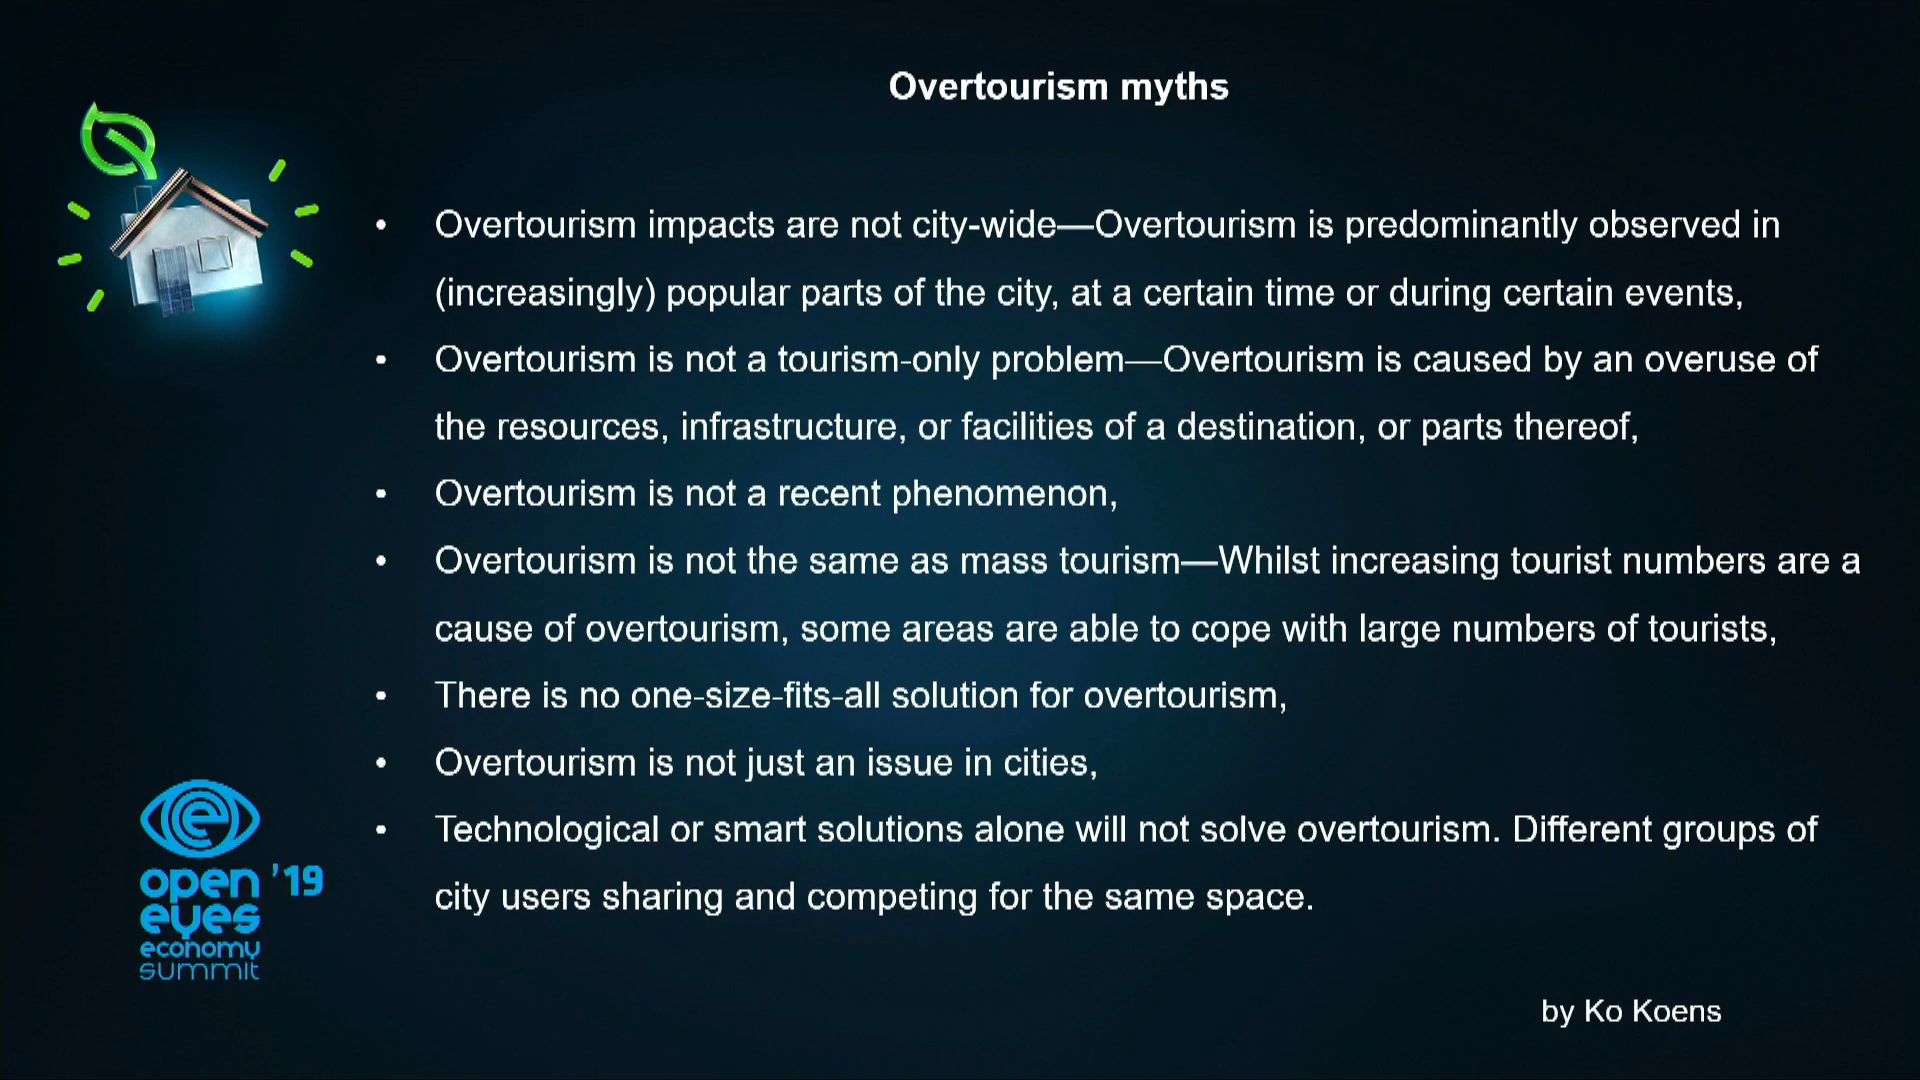 Overtourism myths
• Overtourism impacts are not city-wide—Overtourism is predominantly observed in
(increasingly) popular parts of the city, at a certain time or during certain events,
• Overtourism is not a tourism-only problem—Overtourism is caused by an overuse of
the resources, infrastructure, or facilities of a destination, or parts thereof,
• Overtourism is not a recent phenomenon,
• Overtourism is not the same as mass tourism—Whilst increasing tourist numbers are a
cause of overtourism, some areas are able to cope with large numbers of tourists,
• There is no one-size-fits-all solution for overtourism,
• Overtourism is not just an issue in cities,
• Technological or smart solutions alone will not solve overtourism. Different groups of
city users sharing and competing for the same space.
e
open '19
eyes
economy
summit
by Ko Koens